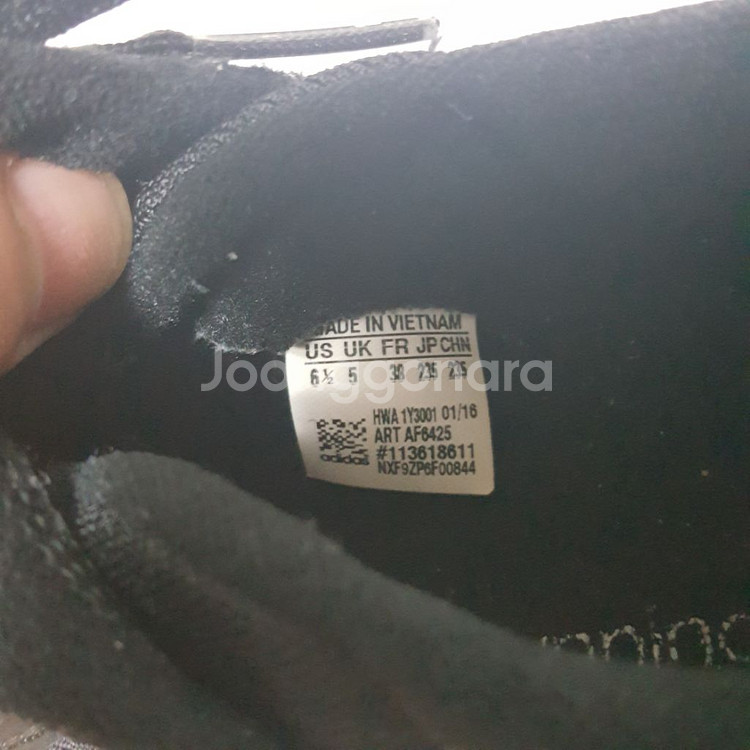 MADE IN VIETNAM
US UK FR JP CHN
6½ 5 38 235 235
Joonggonara
HWA 1Y3001 01/16
ART AF6425
adidas #113618611
NXF9ZP6F00844